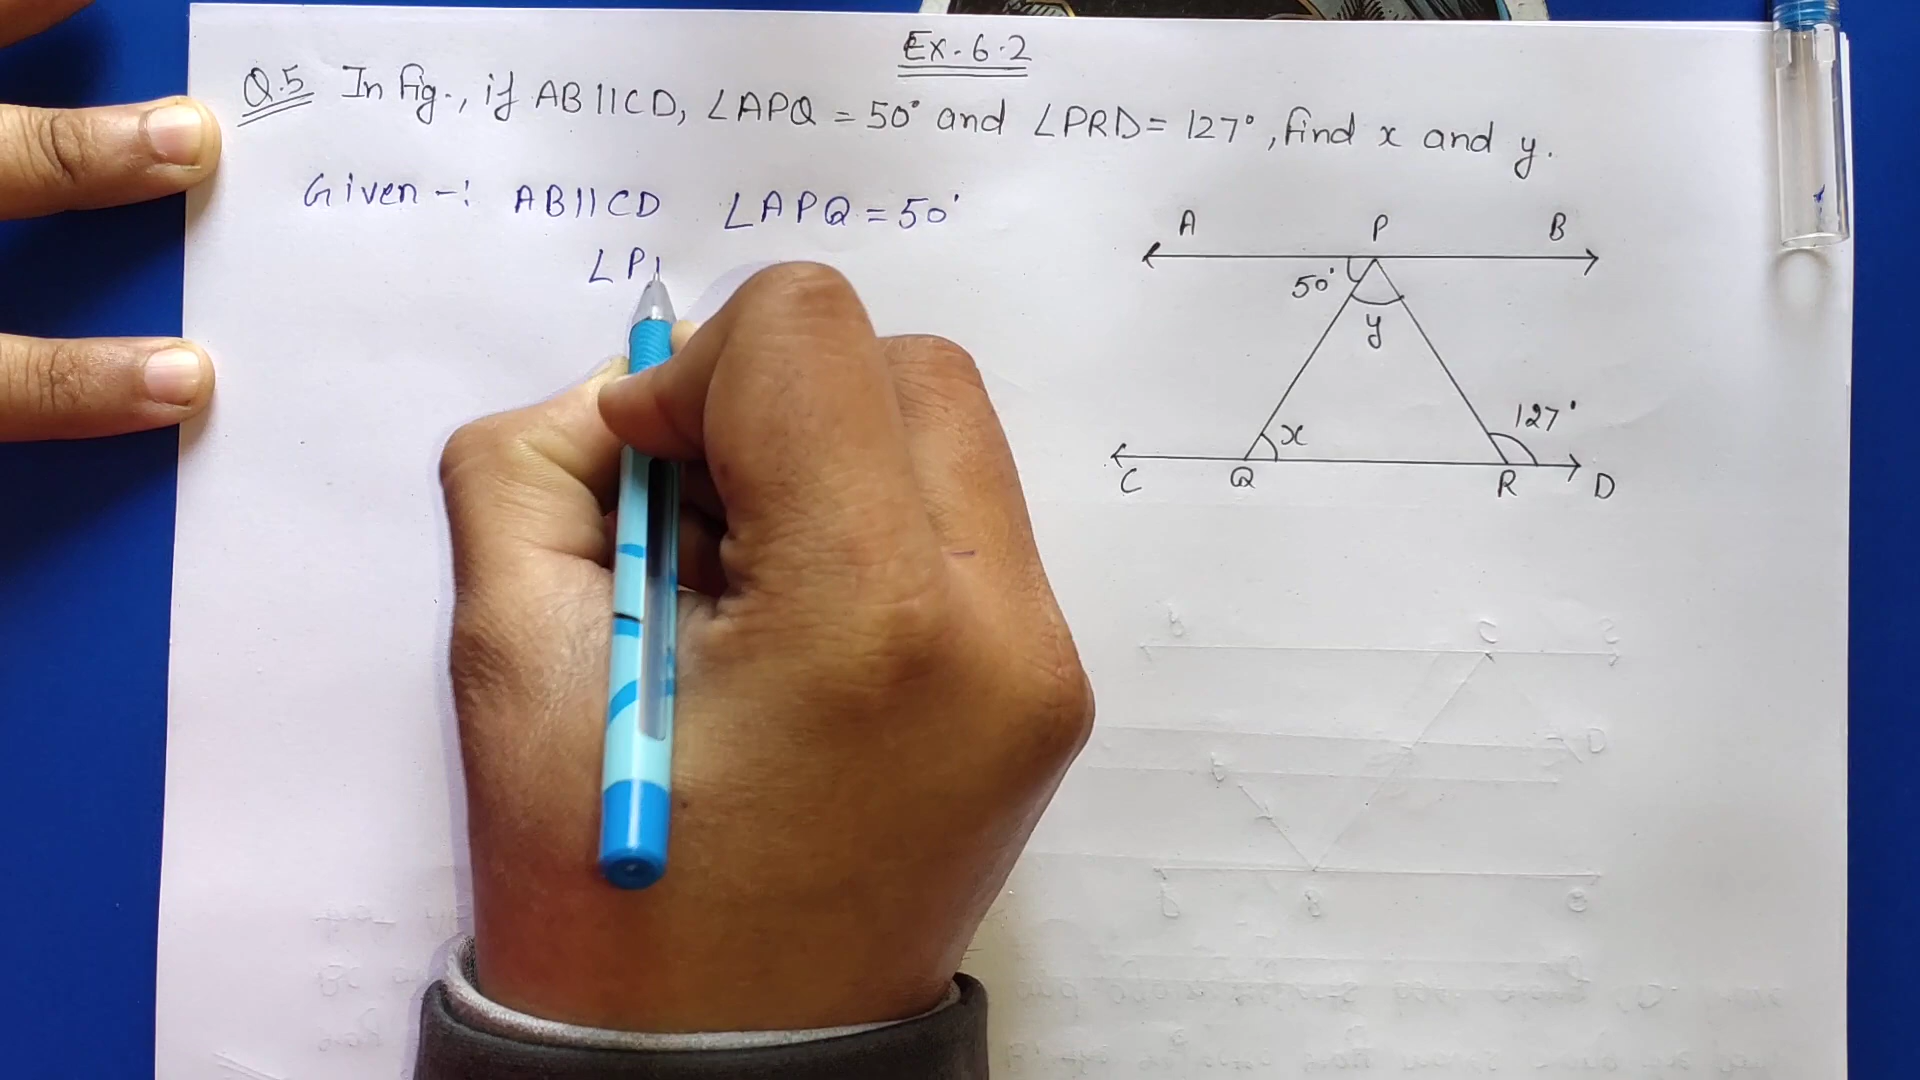 Ex. 6.2
Q.5 In fig., if AB||CD, ∠APQ = 50° and ∠PRD = 127°, find x and y.
Given -: AB||CD ∠APQ = 50°
∠P
A P B
50°
y
127°
x
C Q R D